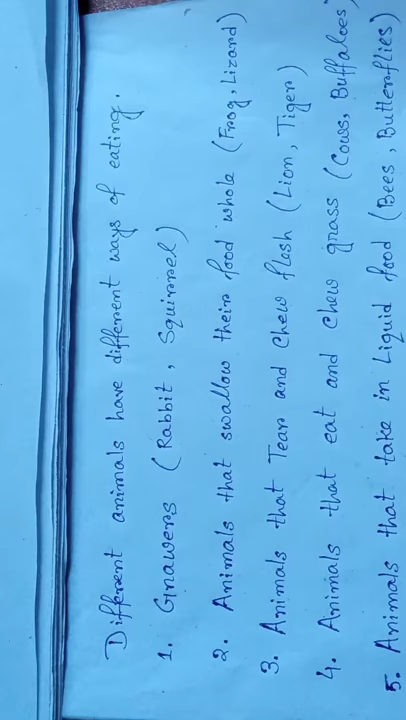 Different animals have different ways of eating.
1. Gnawers (Rabbit, Squirrel)
2. Animals that swallow their food whole (Frog, Lizard)
3. Animals that Tear and chew flesh (Lion, Tiger)
4. Animals that eat and chew grass (Cows, Buffaloes)
5. Animals that take in Liquid food (Bees, Butterflies)